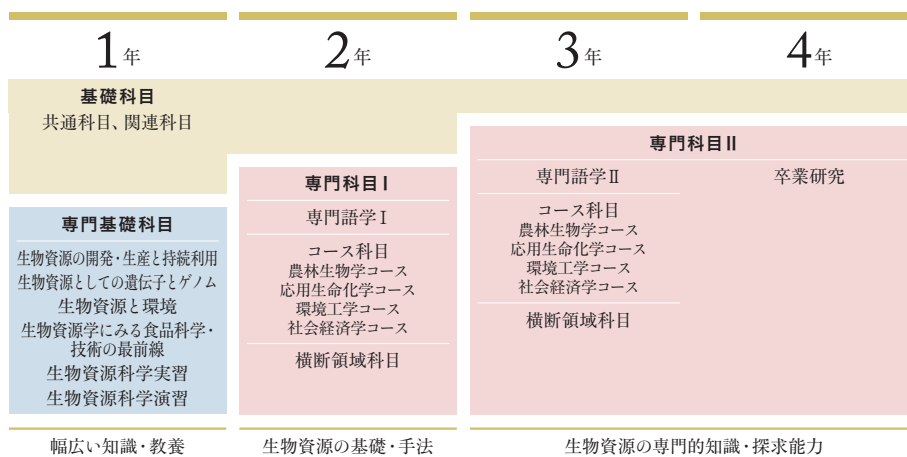 1年
2年
3年
4年
基礎科目
共通科目、関連科目
専門基礎科目
生物資源の開発・生産と持続利用
生物資源としての遺伝子とゲノム
生物資源と環境
生物資源学にみる食品科学・
技術の最前線
生物資源科学実習
生物資源科学演習
幅広い知識・教養
専門科目Ⅰ
専門語学Ⅰ
コース科目
農林生物学コース
応用生命化学コース
環境工学コース
社会経済学コース
横断領域科目
生物資源の基礎・手法
専門科目Ⅱ
専門語学Ⅱ
コース科目
農林生物学コース
応用生命化学コース
環境工学コース
社会経済学コース
横断領域科目
卒業研究
生物資源の専門的知識・探求能力